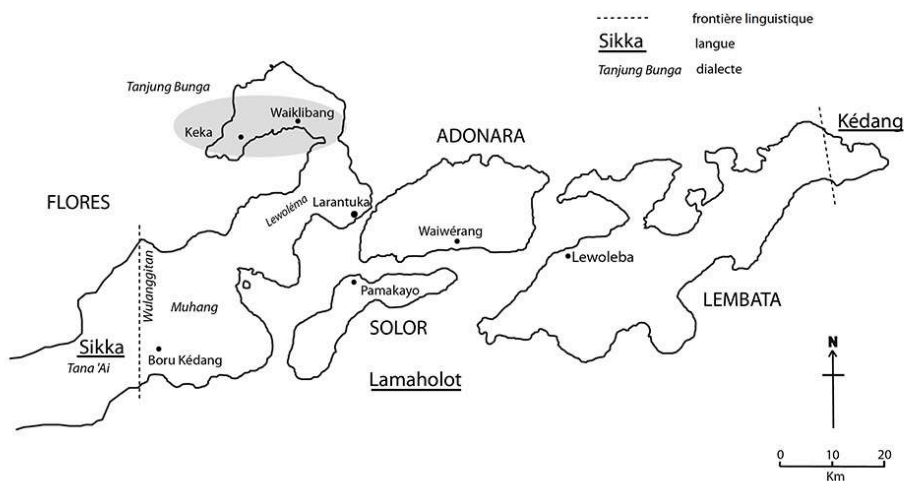 frontière linguistique
Sikka
langue
Tanjung Bunga
dialecte
Tanjung Bunga
Waiklibang
Keka
ADONARA
Kédang
FLORES
Lewoléma
Larantuka
Waiwérang
Lewoleba
Wulanggitan
Muhang
Pamakayo
SOLOR
LEMBATA
Sikka
Tana 'Ai
Boru Kédang
Lamaholot
N
0 10 20
Km